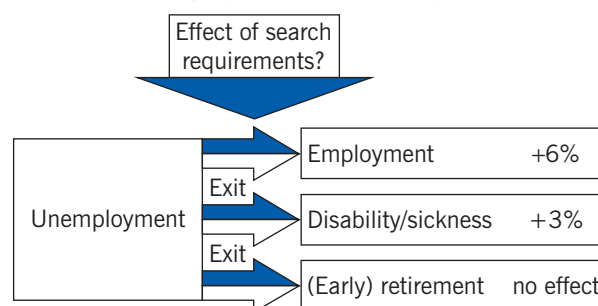 Effect of search
requirements?
Employment +6%
Exit
Unemployment
Disability/sickness +3%
Exit
(Early) retirement no effect